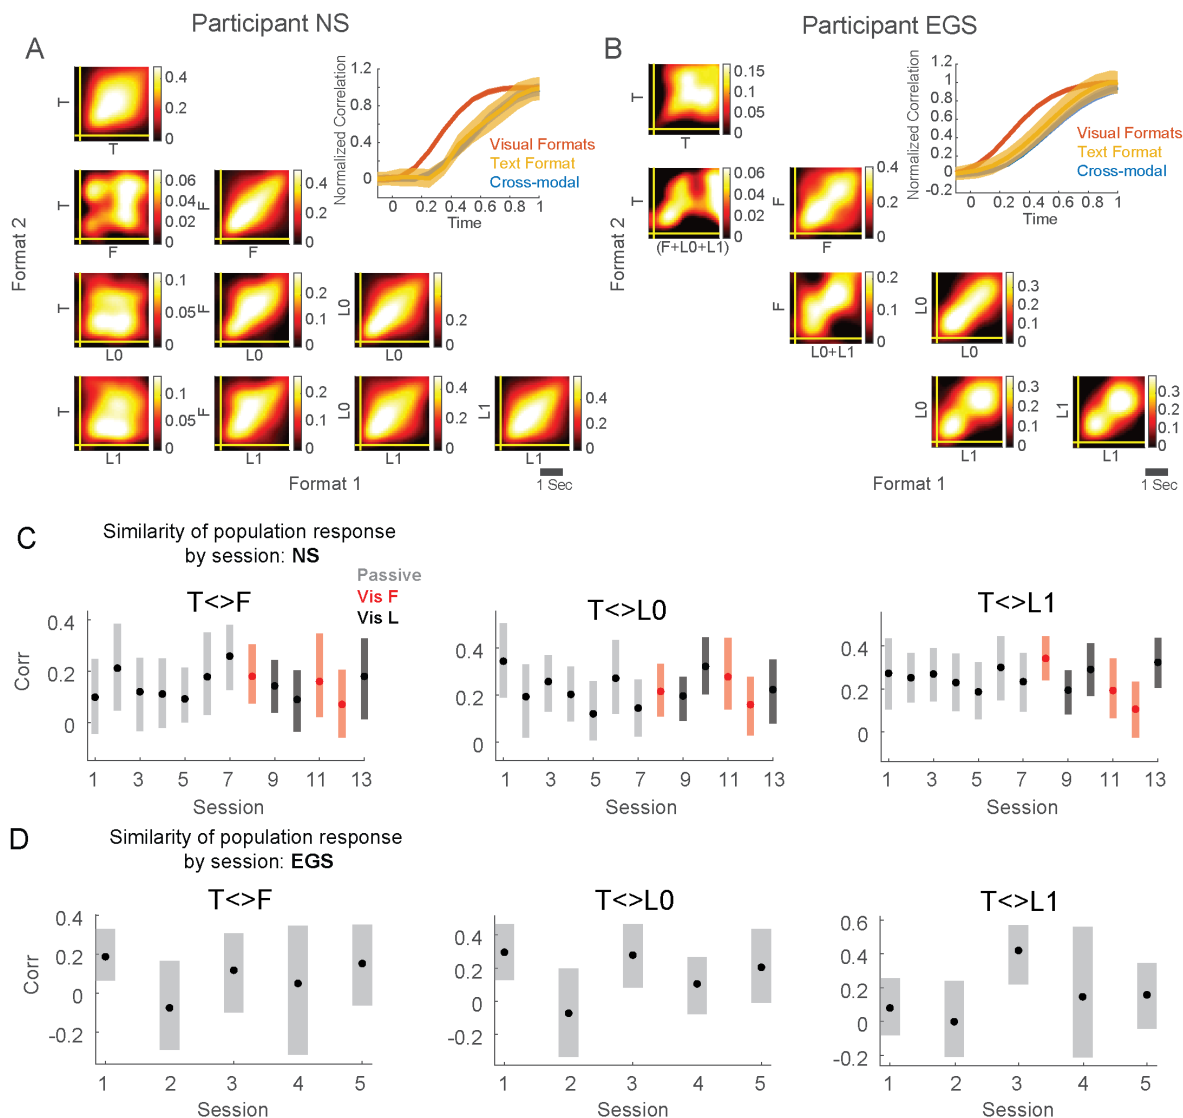 Participant NS
Participant EGS
A
T
T
0.4
0.2
0
Normalized Correlation
1.2
0.8
0.4
0
0
0.2
0.4
0.6
0.8
1
Time
Visual Formats
Text Format
Cross-modal
Format 2
T
F
0.06
0.04
0.02
0
F
F
0.4
0.2
0
T
L0
0.1
0.05
0
F
L0
0.2
0.1
0
L0
L0
0.2
0
T
L1
0.1
0.05
0
F
L1
0.2
0.1
0
L0
L1
0.4
0.2
0
L1
L1
0.4
0.2
0
Format 1
1 Sec
B
T
T
0.15
0.1
0.05
0
Normalized Correlation
1.2
1
0.8
0.6
0.4
0.2
0
-0.2
0
0.2
0.4
0.6
0.8
1
Time
Visual Formats
Text Format
Cross-modal
Format 2
T
(F+L0+L1)
0.06
0.04
0.02
0
F
F
0.4
0.3
0.2
0.1
0
F
L0+L1
0.2
0.1
0
L0
L0
0.3
0.2
0.1
0
L0
L1
0.3
0.2
0.1
0
L1
L1
0.3
0.2
0.1
0
Format 1
1 Sec
C
Similarity of population response
by session: NS
Passive
Vis F
Vis L
T<>F
Corr
0.4
0.2
0
1
3
5
7
9
11
13
Session
T<>L0
0.4
0.2
0
1
3
5
7
9
11
13
Session
T<>L1
0.4
0.2
0
1
3
5
7
9
11
13
Session
D
Similarity of population response
by session: EGS
T<>F
Corr
0.4
0.2
0
-0.2
1
2
3
4
5
Session
T<>L0
0.4
0.2
0
-0.2
1
2
3
4
5
Session
T<>L1
0.6
0.4
0.2
0
-0.2
1
2
3
4
5
Session